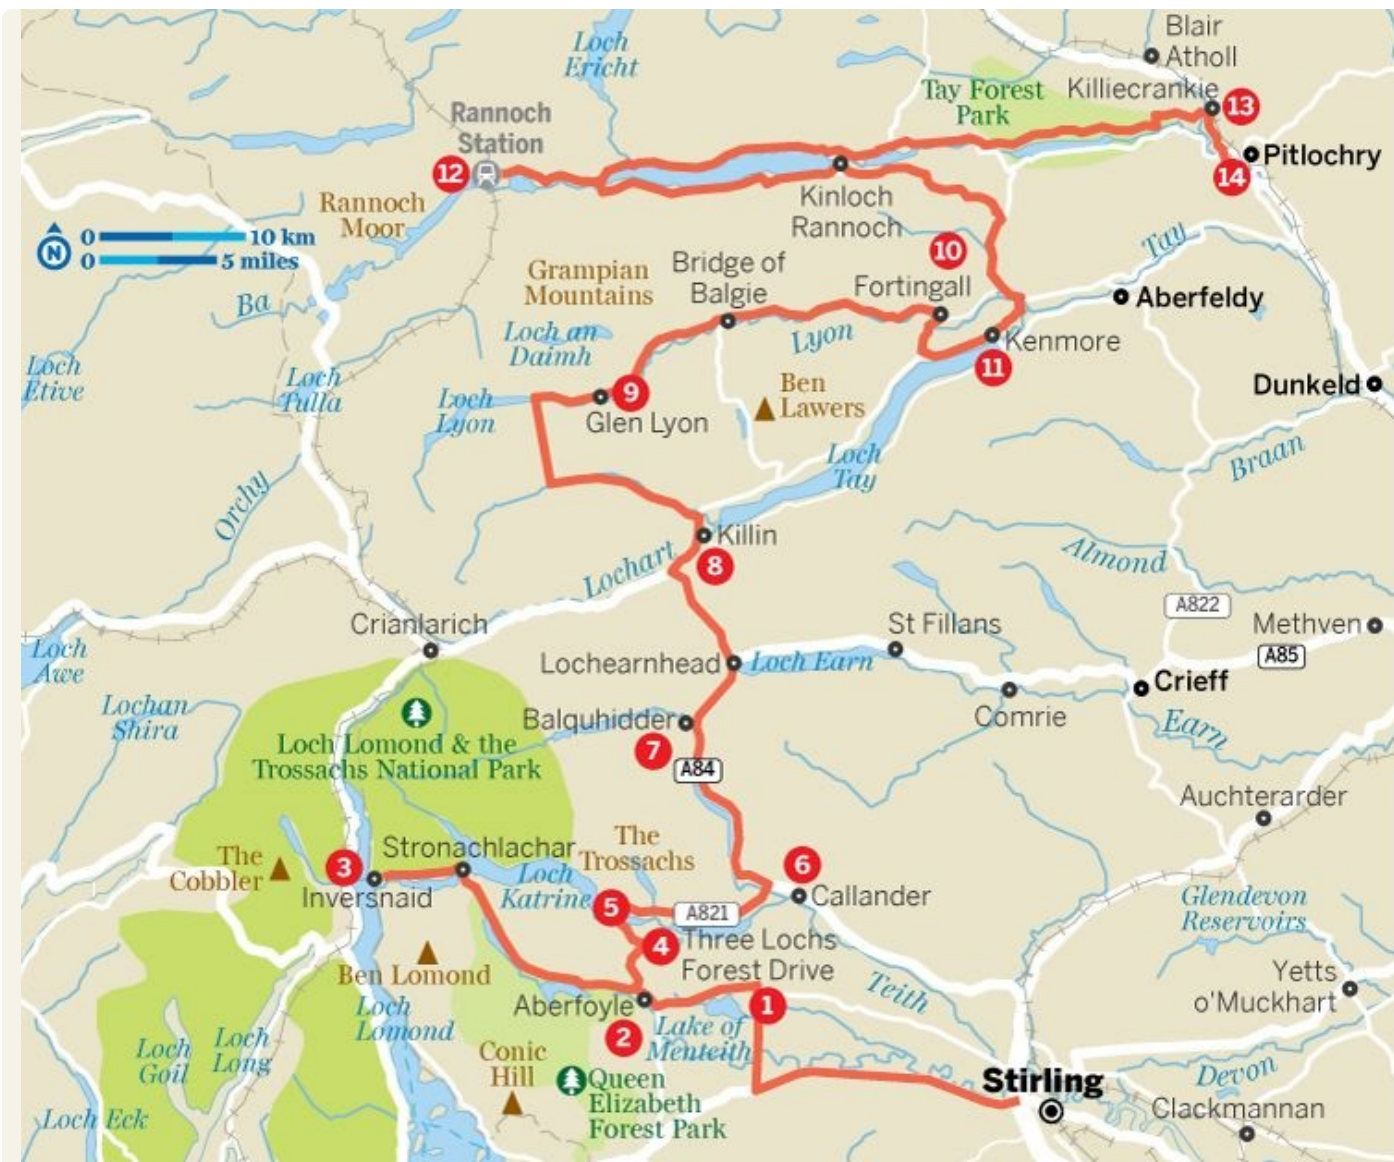 Blair
Atholl
Loch
Ericht
Killiecrankie
Tay Forest
Park
13
Rannoch
Station
Pitlochry
12
14
Kinloch
Rannoch
Rannoch
Moor
N
0
10 km
0
5 miles
10
Tay
Bridge of
Balgie
Grampian
Mountains
Fortingall
Aberfeldy
Ba
Loch an
Daimh
Lyon
Kenmore
11
Loch
Etive
Loch
Tulla
Loch
Lyon
9
Glen Lyon
Ben
Lawers
Dunkeld
Loch
Tay
Braan
Orchy
Killin
8
Lochart
Almond
A822
Crianlarich
St Fillans
Methven
A85
Loch
Awe
Lochearnhead
Loch Earn
Crieff
Lochan
Shira
Balquhidder
Comrie
Earn
7
A84
Loch Lomond & the
Trossachs National Park
Auchterarder
The
Trossachs
Stronachlachar
The
Cobbler
3
Inversnaid
Loch
Katrine
5
6
Callander
A821
Glendevon
Reservoirs
4
Three Lochs
Forest Drive
Ben Lomond
Yetts
o'Muckhart
Aberfoyle
1
Teith
Loch
Lomond
2
Lake of
Menteith
Loch
Goil
Loch
Long
Conic
Hill
Stirling
Devon
Queen
Elizabeth
Forest Park
Loch Eck
Clackmannan